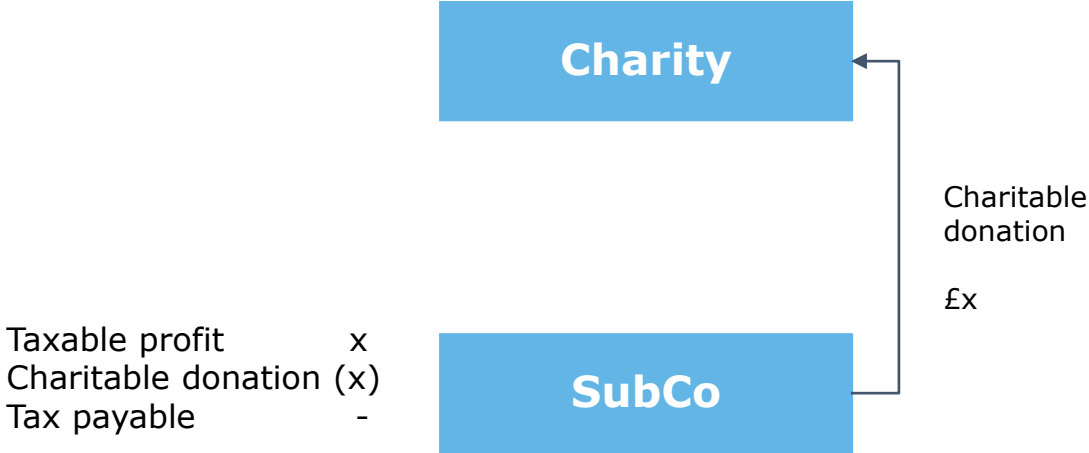 Charity
Charitable
donation
£x
Taxable profit x
Charitable donation (x)
Tax payable -
SubCo